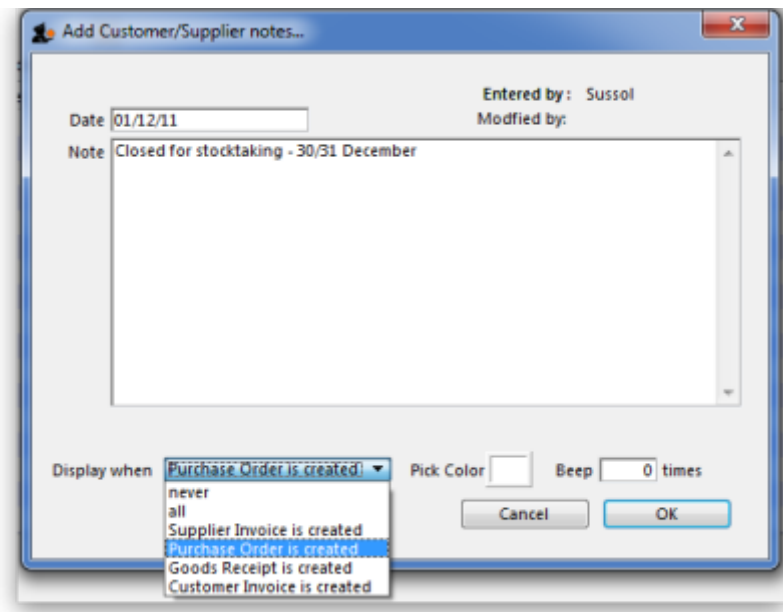 Add Customer/Supplier notes...
Entered by: Sussol
Date 01/12/11
Modfied by:
Note Closed for stocktaking - 30/31 December
Display when Purchase Order is created Pick Color Beep 0 times
never
all
Supplier Invoice is created
Purchase Order is created
Goods Receipt is created
Customer Invoice is created
Cancel OK